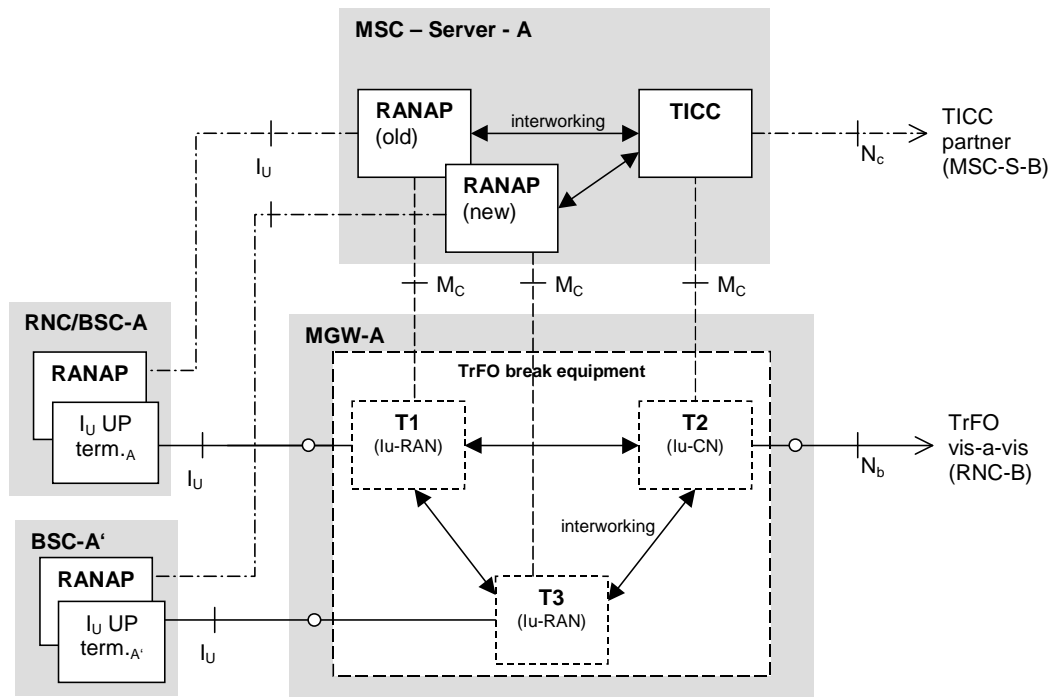 MSC – Server - A
RANAP
(old)
interworking
TICC
TICC
partner
(MSC-S-B)
IU
Nc
RANAP
(new)
MC
MC
MC
RNC/BSC-A
RANAP
IU UP
term.A
IU
MGW-A
TrFO break equipment
T1
(Iu-RAN)
T2
(Iu-CN)
TrFO
vis-a-vis
(RNC-B)
Nb
interworking
BSC-A‘
RANAP
IU UP
term.A‘
IU
T3
(Iu-RAN)